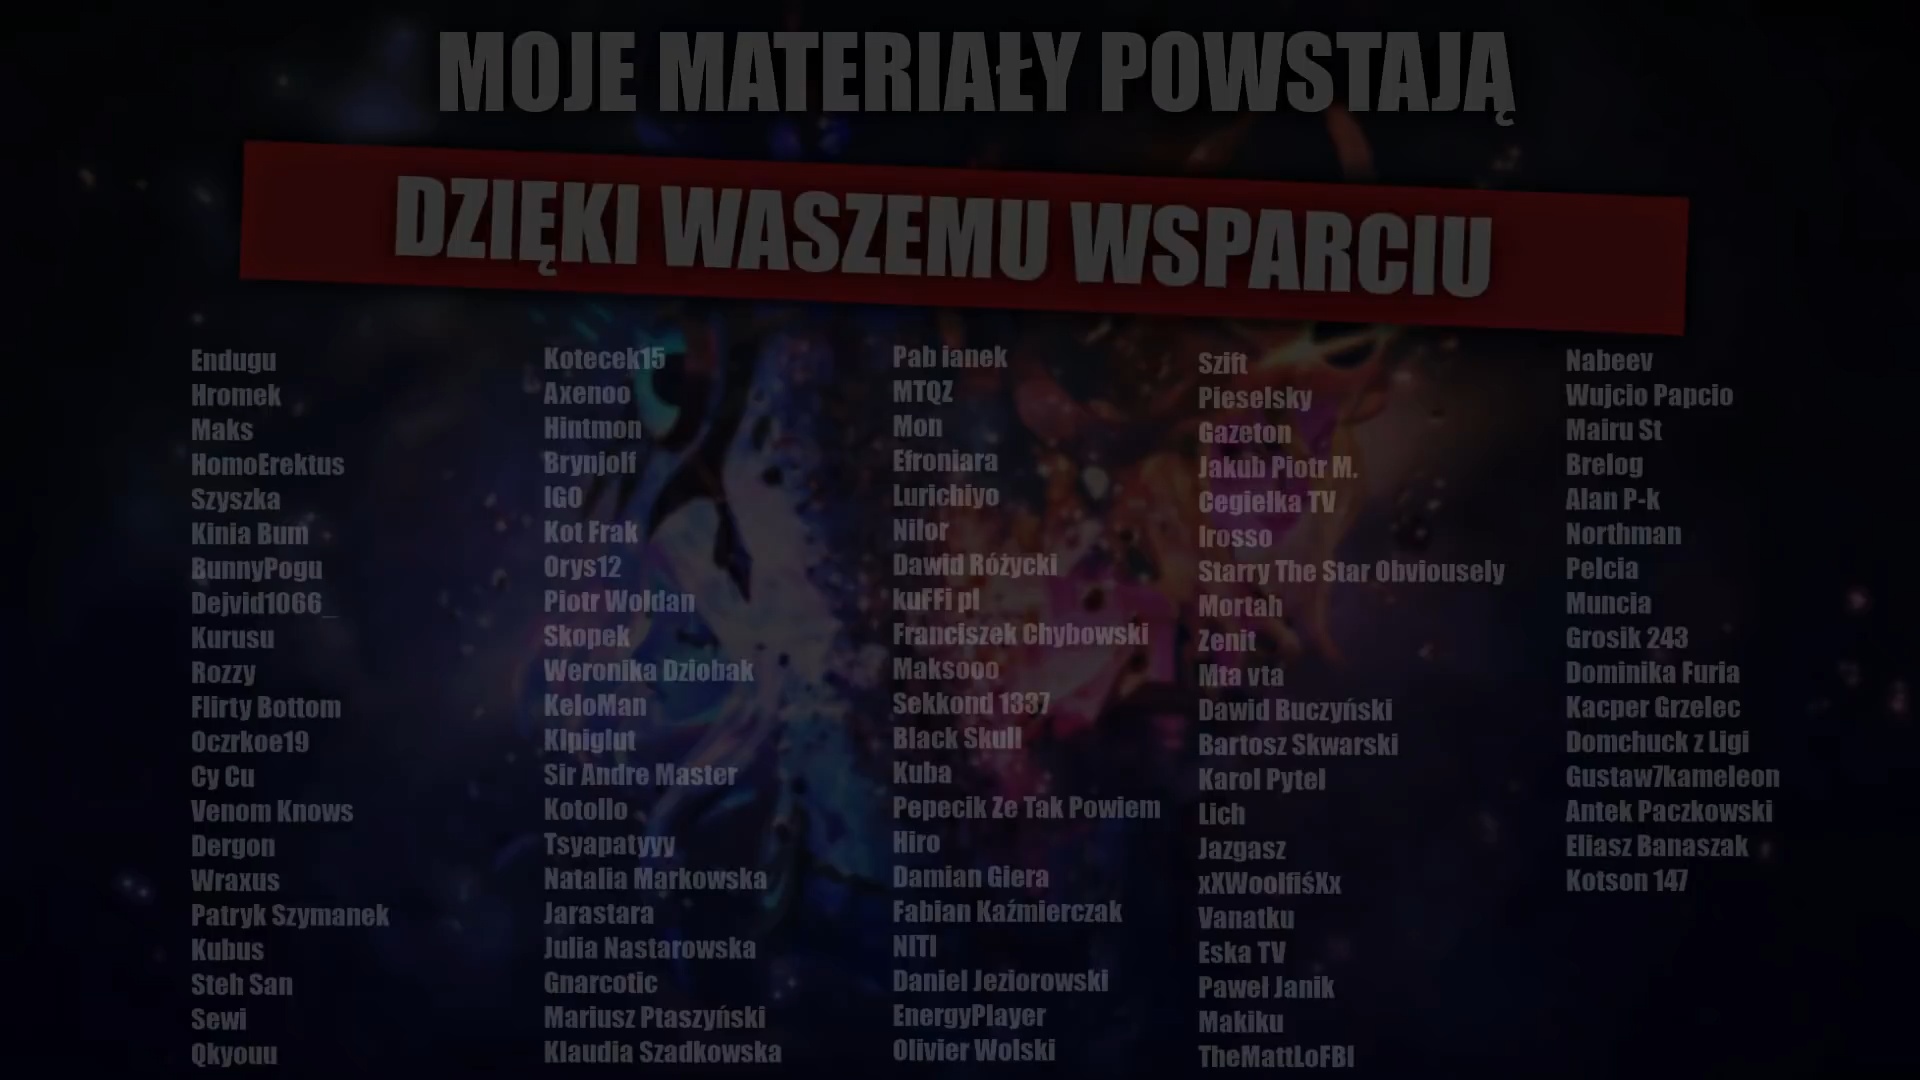 MOJE MATERIAŁY POWSTAJĄ
DZIĘKI WASZEMU WSPARCIU
Endugu
Hromek
Maks
HomoErektus
Szyszka
Kinia Bum
BunnyPogu
Dejvid1066_
Kurusu
Rozzy
Flirty Bottom
Oczrkoe19
Cy Cu
Venom Knows
Dergon
Wraxus
Patryk Szymanek
Kubus
Steh San
Sewi
Qkyouu
Kotecek15
Axenoo
Hintmon
Brynjolf
IGO
Kot Frak
Orys12
Piotr Woldan
Skopek
Weronika Dziobak
KeloMan
Klpiglut
Sir Andre Master
Kotollo
Tsyapatyyy
Natalia Markowska
Jarastara
Julia Nastarowska
Gnarcotic
Mariusz Ptaszyński
Klaudia Szadkowska
Pab ianek
MTQZ
Mon
Efroniara
Lurichiyo
Nilor
Dawid Różycki
kuFFi pl
Franciszek Chybowski
Maksooo
Sekkond 1337
Black Skull
Kuba
Pepecik Ze Tak Powiem
Hiro
Damian Giera
Fabian Kaźmierczak
NITI
Daniel Jeziorowski
EnergyPlayer
Olivier Wolski
Szift
Pieselsky
Gazeton
Jakub Piotr M.
Cegielka TV
Irosso
Starry The Star Obviousely
Mortah
Zenit
Mta vta
Dawid Buczyński
Bartosz Skwarski
Karol Pytel
Lich
Jazgasz
xXWoolfiśXx
Vanatku
Eska TV
Paweł Janik
Makiku
TheMattLoFBI
Nabeev
Wujcio Papcio
Mairu St
Brelog
Alan P-k
Northman
Pelcia
Muncia
Grosik 243
Dominika Furia
Kacper Grzelec
Domchuck z Ligi
Gustaw7kameleon
Antek Paczkowski
Eliasz Banaszak
Kotson 147